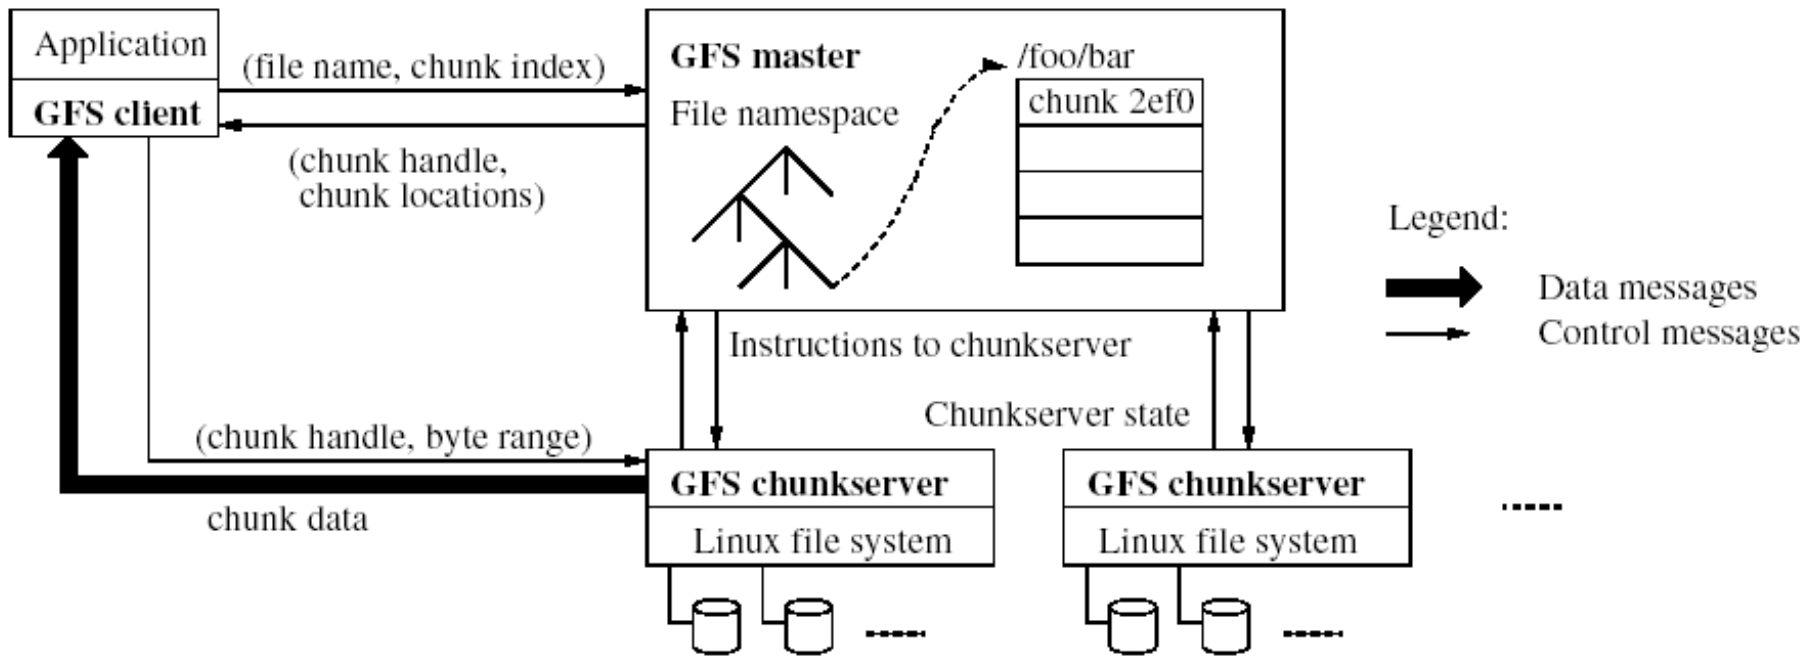 Application
GFS client
(file name, chunk index)
(chunk handle,
chunk locations)
GFS master
File namespace
/foo/bar
chunk 2ef0
Legend:
Data messages
Control messages
Instructions to chunkserver
Chunkserver state
(chunk handle, byte range)
chunk data
GFS chunkserver
Linux file system
GFS chunkserver
Linux file system